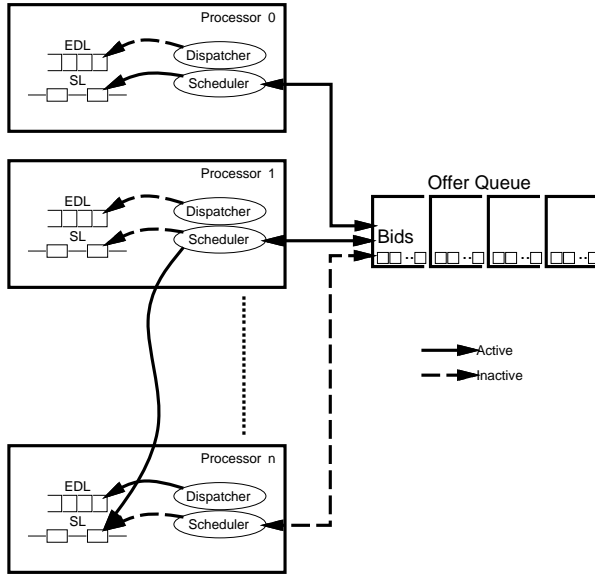 Processor 0
EDL
Dispatcher
SL
Scheduler
Processor 1
EDL
Dispatcher
SL
Scheduler
Offer Queue
Bids
Active
Inactive
Processor n
EDL
Dispatcher
SL
Scheduler